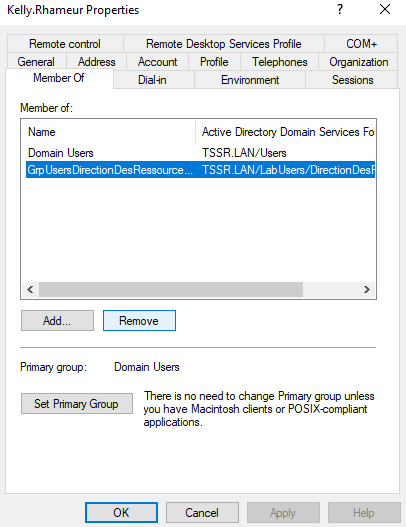 Kelly.Rhameur Properties ? ×
Remote control Remote Desktop Services Profile COM+
General Address Account Profile Telephones Organization
Member Of Dial-in Environment Sessions
Member of:
Name Active Directory Domain Services Fol
Domain Users TSSR.LAN/Users
GrpUsersDirectionDesRessource... TSSR.LAN/LabUsers/DirectionDesR
Add... Remove
Primary group: Domain Users
Set Primary Group
There is no need to change Primary group unless
you have Macintosh clients or POSIX-compliant
applications.
OK Cancel Apply Help